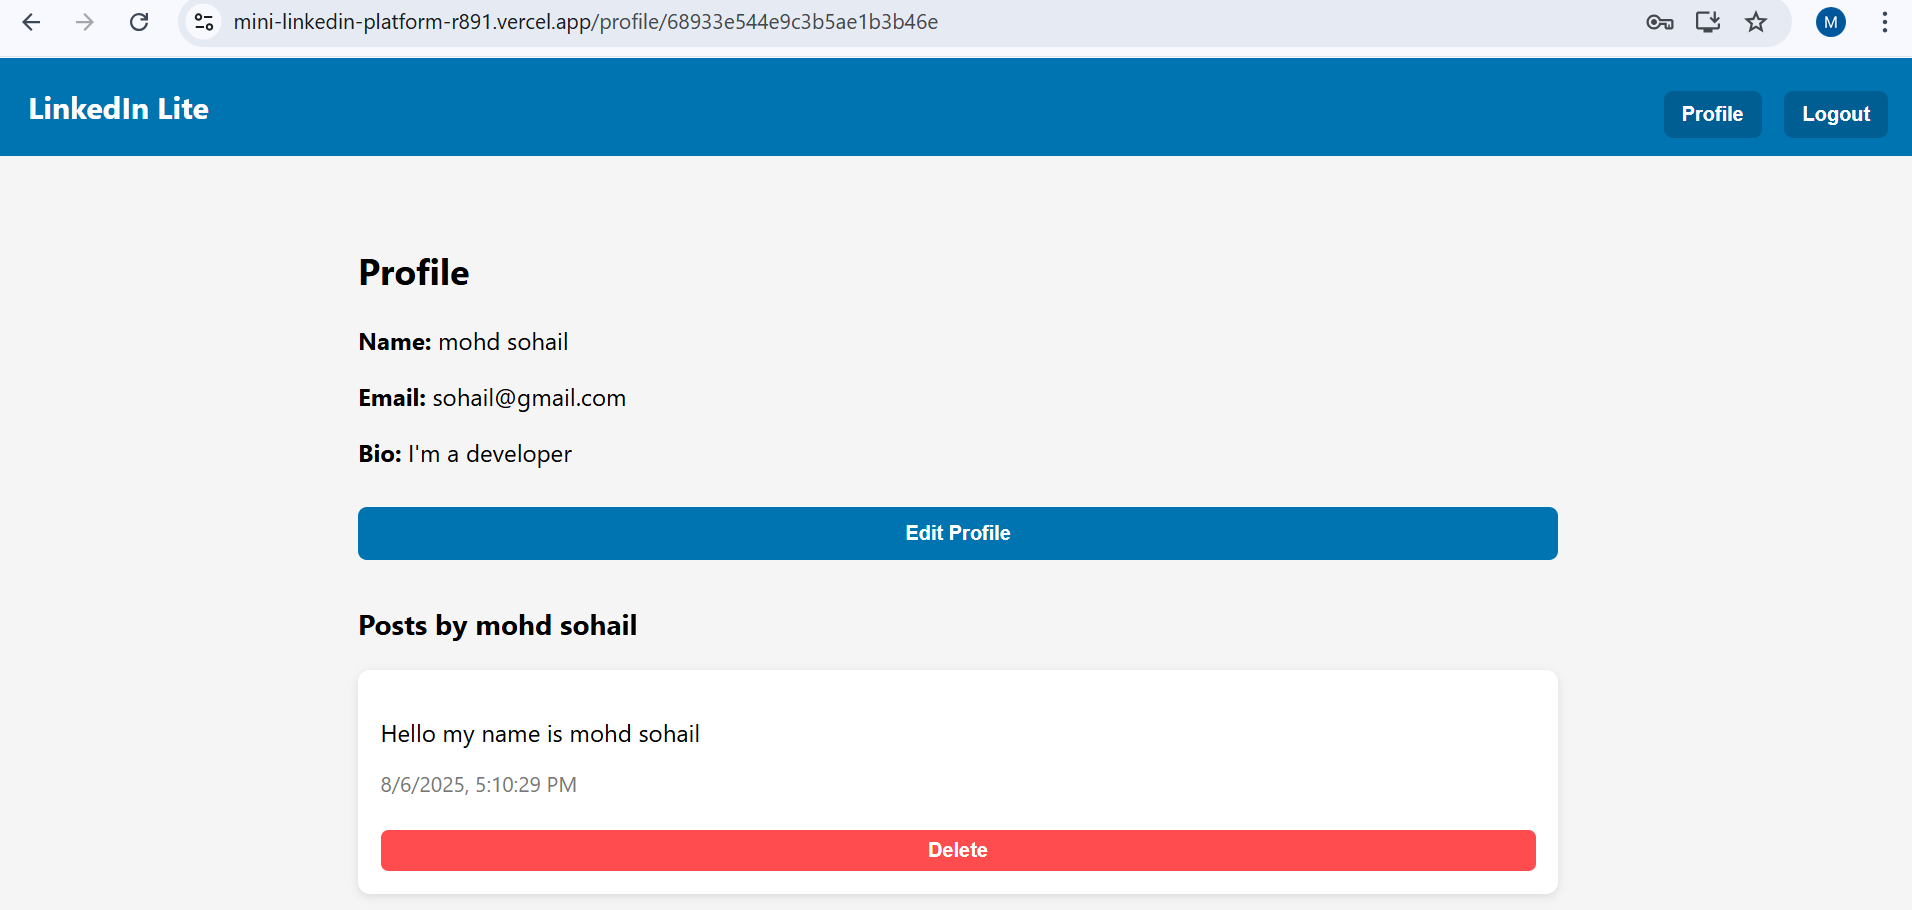 mini-linkedin-platform-r891.vercel.app/profile/68933e544e9c3b5ae1b3b46e
M
LinkedIn Lite
Profile
Logout
Profile
Name: mohd sohail
Email: sohail@gmail.com
Bio: I'm a developer
Edit Profile
Posts by mohd sohail
Hello my name is mohd sohail
8/6/2025, 5:10:29 PM
Delete